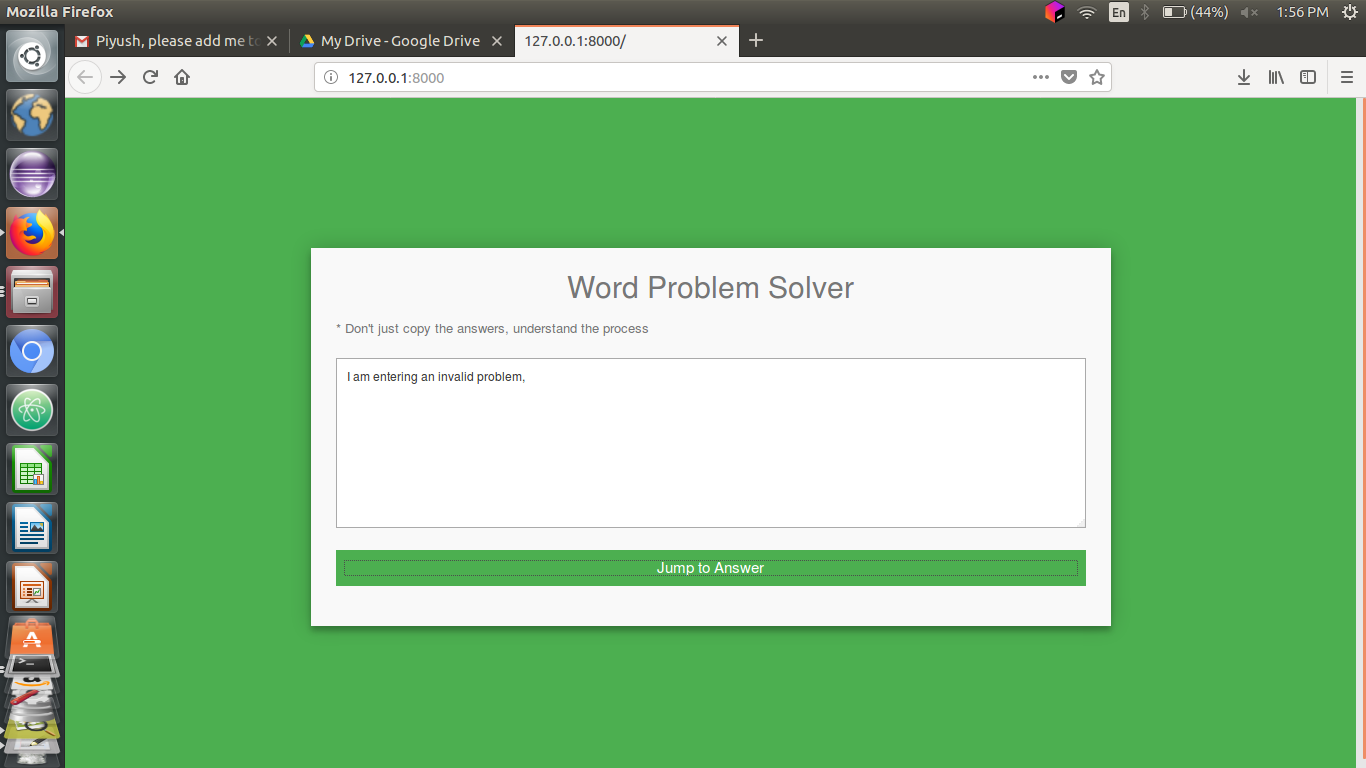 Mozilla Firefox
En
(44%)
1:56 PM
Piyush, please add me to
My Drive - Google Drive
127.0.0.1:8000/
127.0.0.1:8000
Word Problem Solver
* Don't just copy the answers, understand the process
I am entering an invalid problem,
Jump to Answer